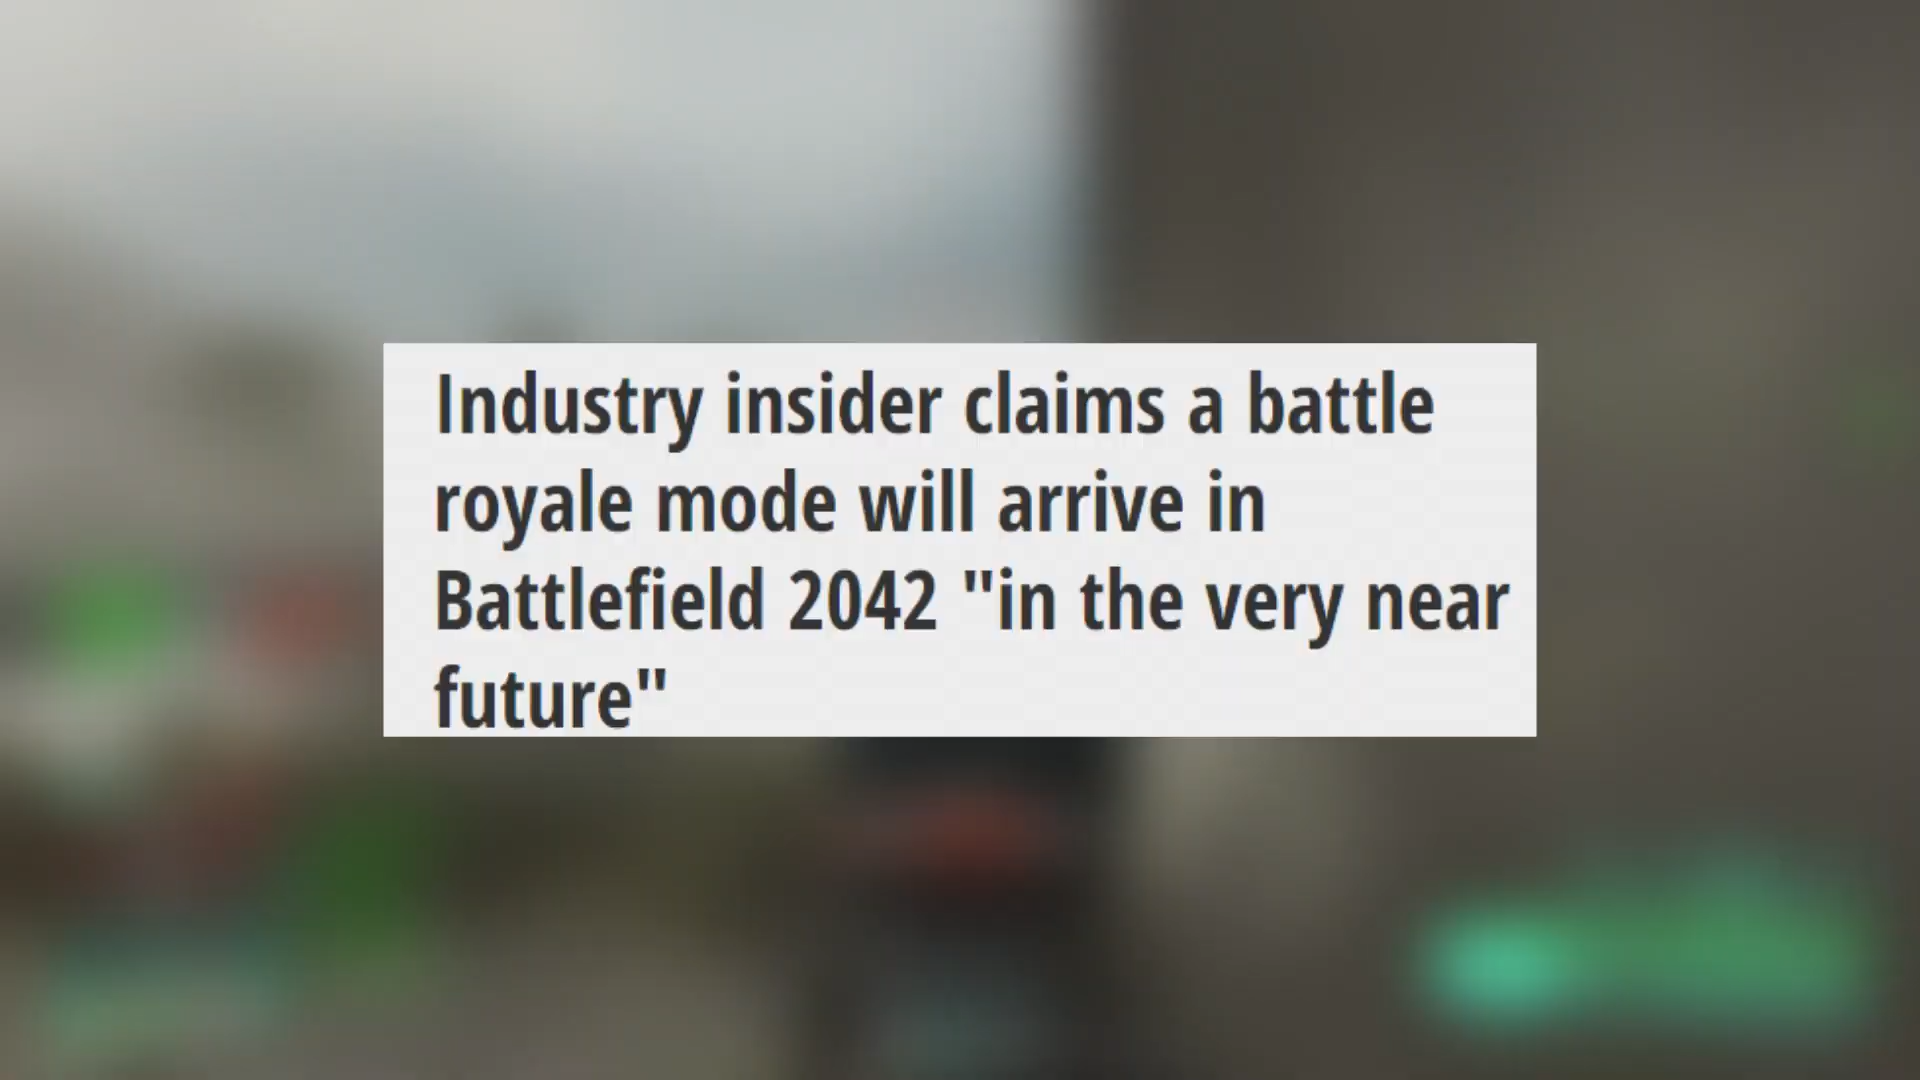 Industry insider claims a battle
royale mode will arrive in
Battlefield 2042 "in the very near
future"